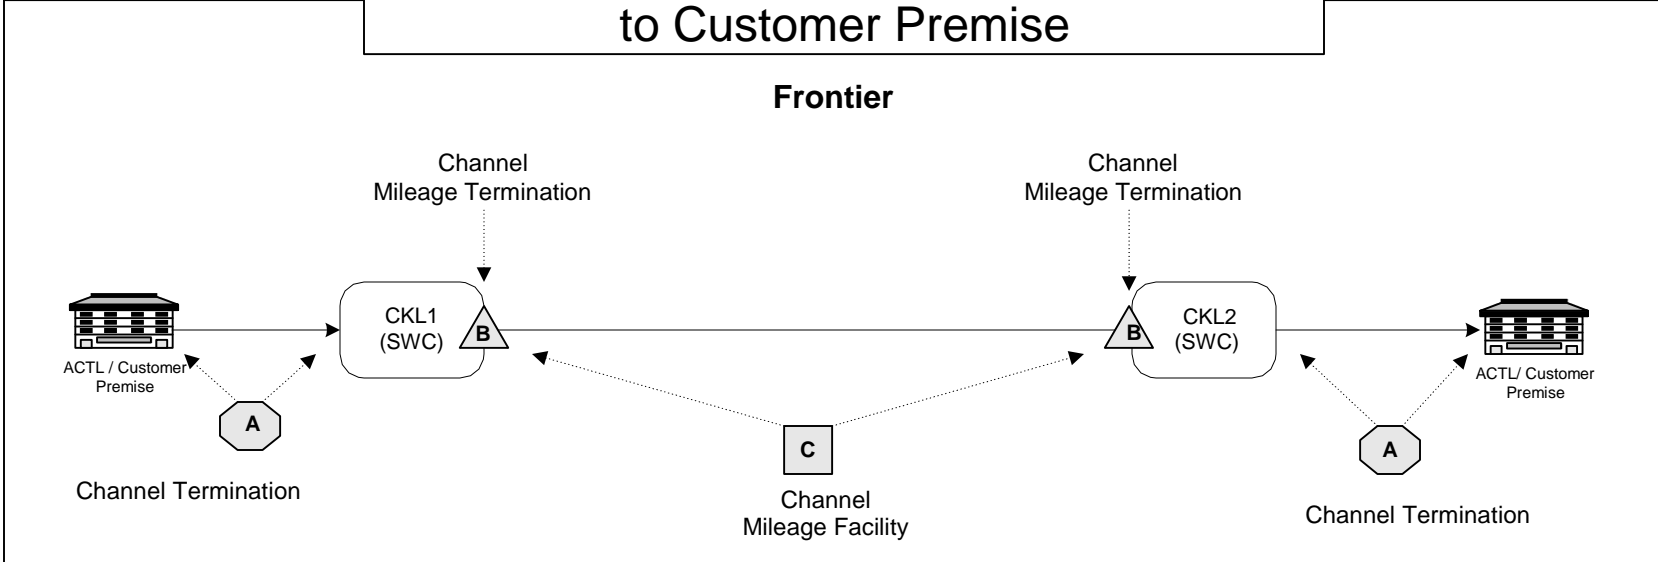 to Customer Premise
Frontier
Channel
Mileage Termination
Channel
Mileage Termination
CKL1
(SWC)
B
B
CKL2
(SWC)
ACTL / Customer
Premise
ACTL/ Customer
Premise
A
C
A
Channel Termination
Channel
Mileage Facility
Channel Termination